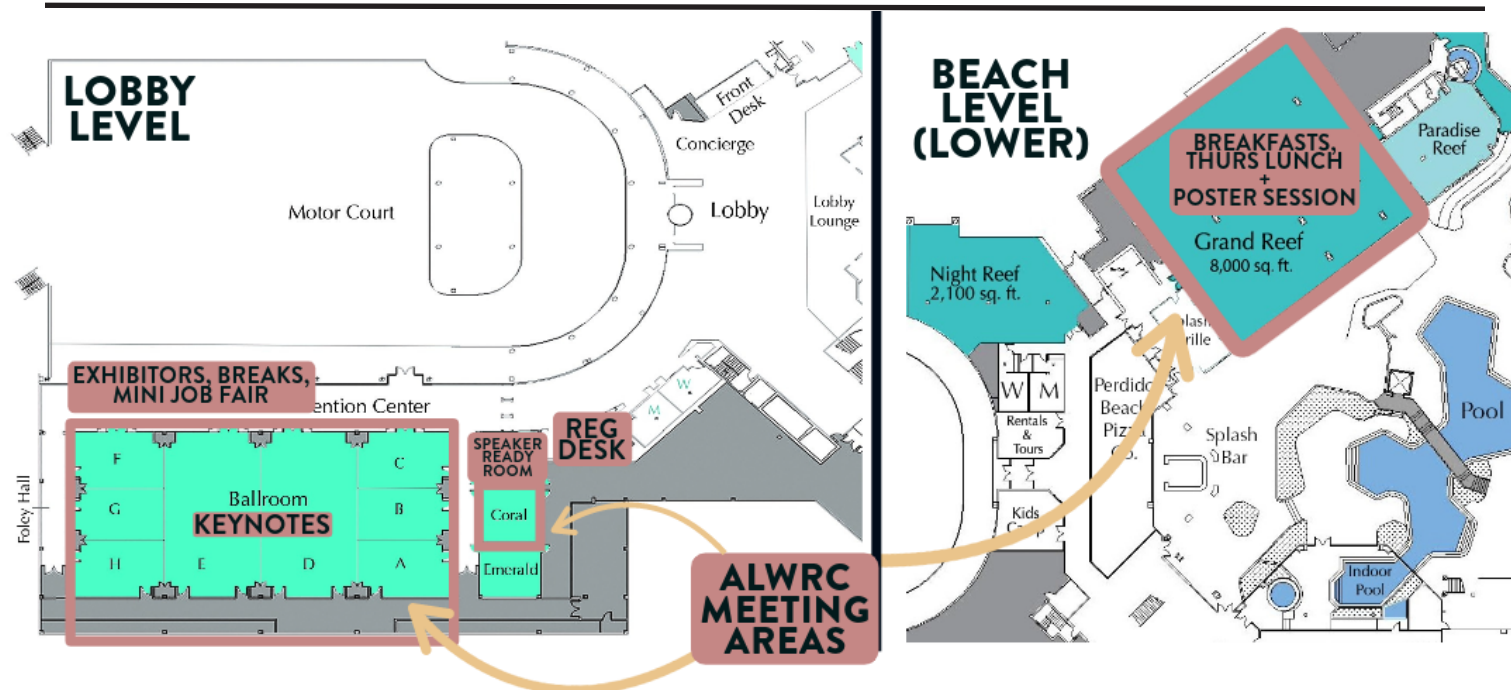 LOBBY
LEVEL
Motor Court
Front
Desk
Concierge
Lobby
Lobby
Lounge
EXHIBITORS, BREAKS,
MINI JOB FAIR
Center
SPEAKER
READY
ROOM
REG
DESK
W
M
Foley Hall
F
G
H
Ballroom
KEYNOTES
E
D
C
B
A
Coral
Emerald
ALWRC
MEETING
AREAS
BEACH
LEVEL
(LOWER)
BREAKFASTS,
THURS LUNCH
+
POSTER SESSION
Grand Reef
8,000 sq. ft.
Paradise
Reef
Night Reef
2,100 sq. ft.
W
M
Rentals
&
Tours
Kids
Perdido
Beach
Pizza
Splash
Bar
Pool
Indoor
Pool